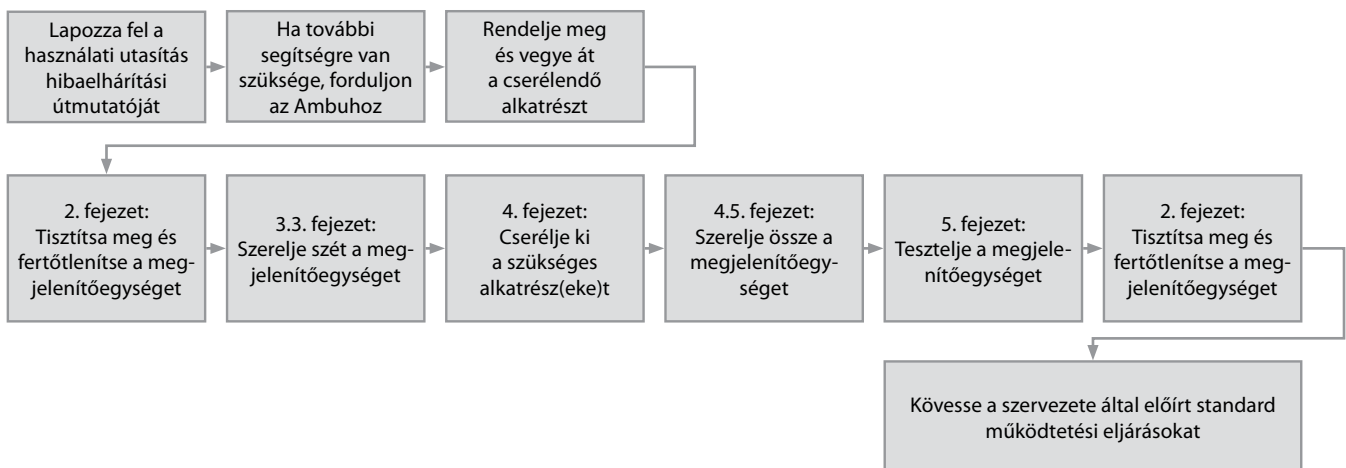 Lapozza fel a
használati utasítás
hibaelhárítási
útmutatóját
Ha további
segítségre van
szüksége, forduljon
az Ambuhoz
Rendelje meg
és vegye át
a cserélendő
alkatrészt
2. fejezet:
Tisztítsa meg és
fertőtlenítse a meg-
jelenítőegységet
3.3. fejezet:
Szerelje szét a meg-
jelenítőegységet
4. fejezet:
Cserélje ki
a szükséges
alkatrész(eke)t
4.5. fejezet:
Szerelje össze a
megjelenítőegy-
séget
5. fejezet:
Tesztelje a megjele-
nítőegységet
2. fejezet:
Tisztítsa meg és
fertőtlenítse a meg-
jelenítőegységet
Kövesse a szervezete által előírt standard
működtetési eljárásokat